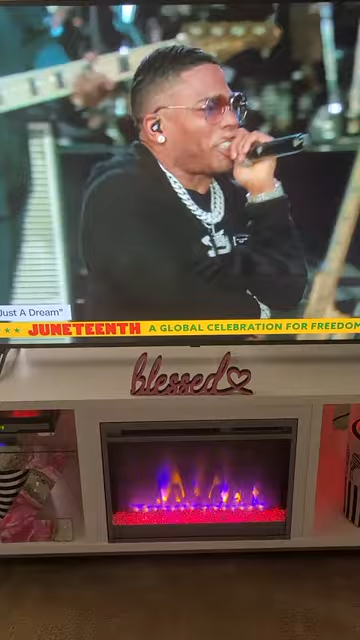 Just A Dream"
★★ JUNETEENTH A GLOBAL CELEBRATION FOR FREEDOM
blessed